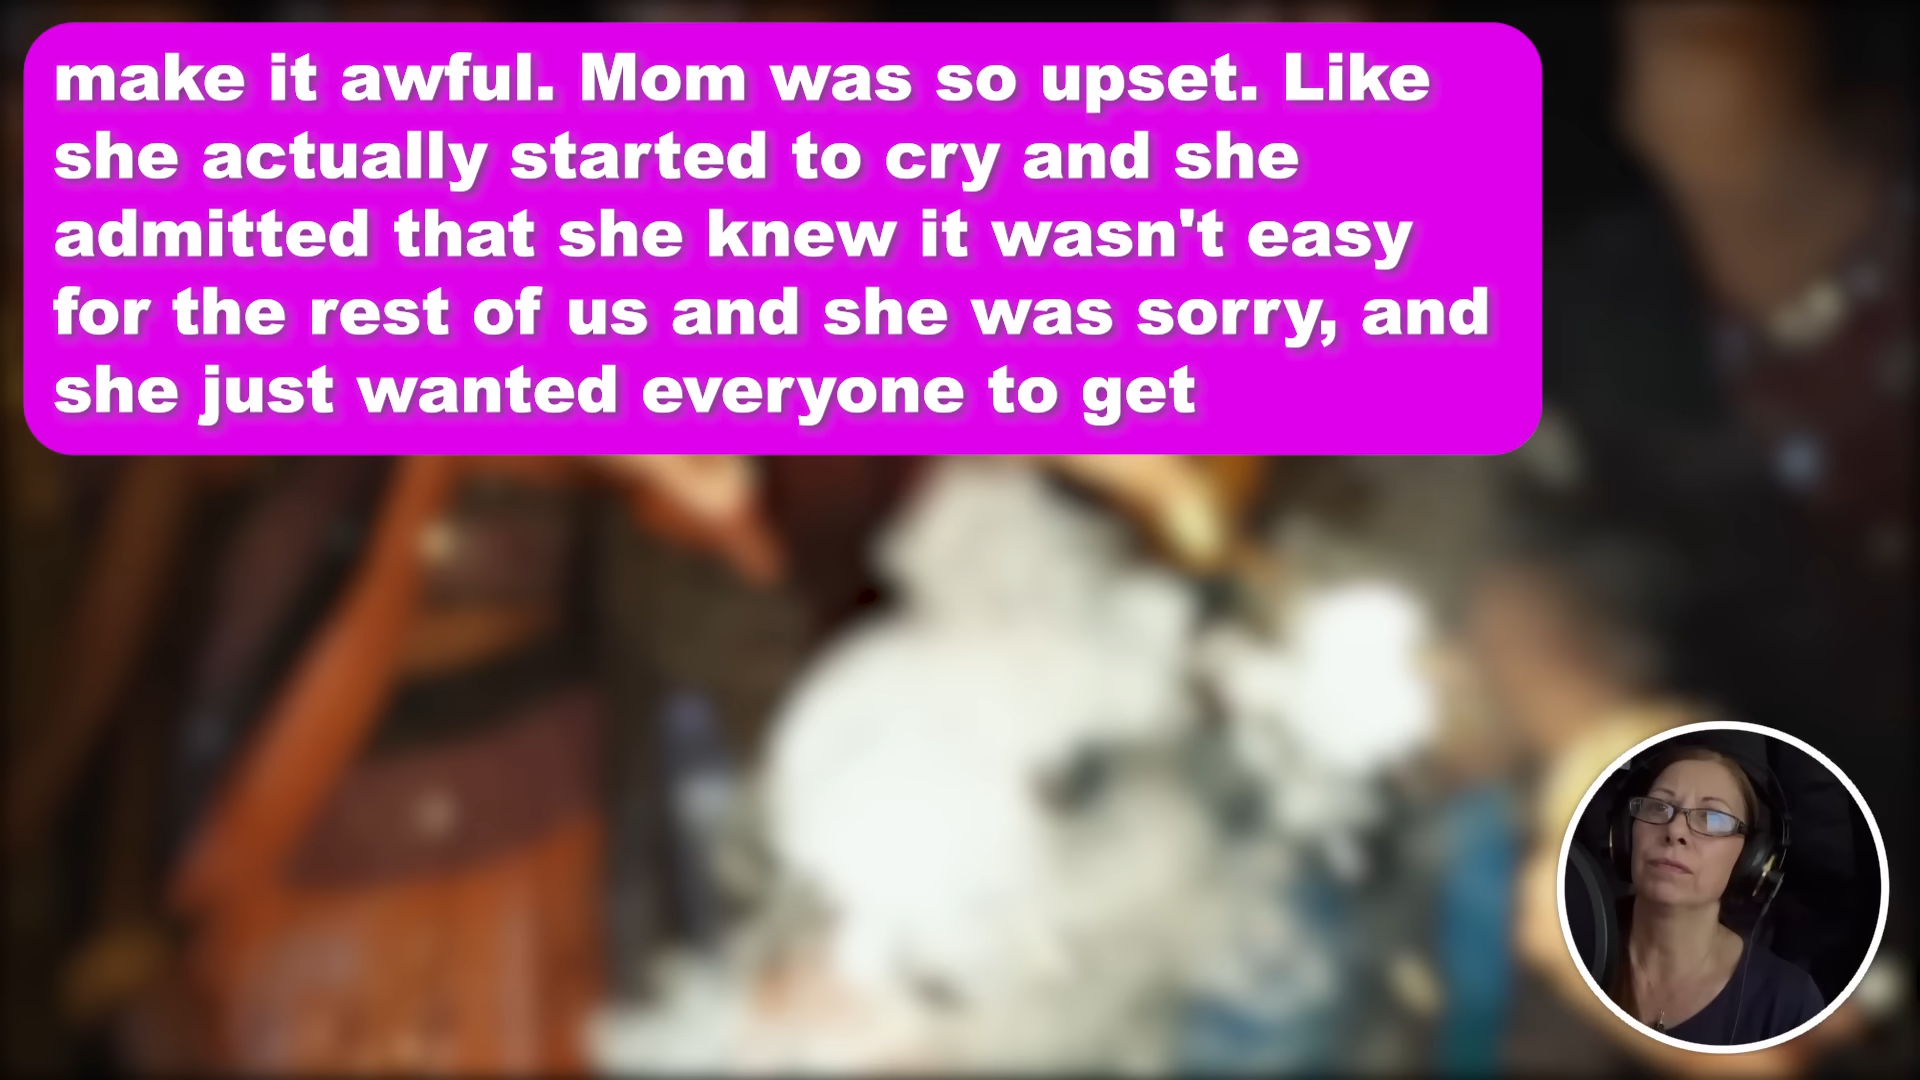 make it awful. Mom was so upset. Like
she actually started to cry and she
admitted that she knew it wasn't easy
for the rest of us and she was sorry, and
she just wanted everyone to get